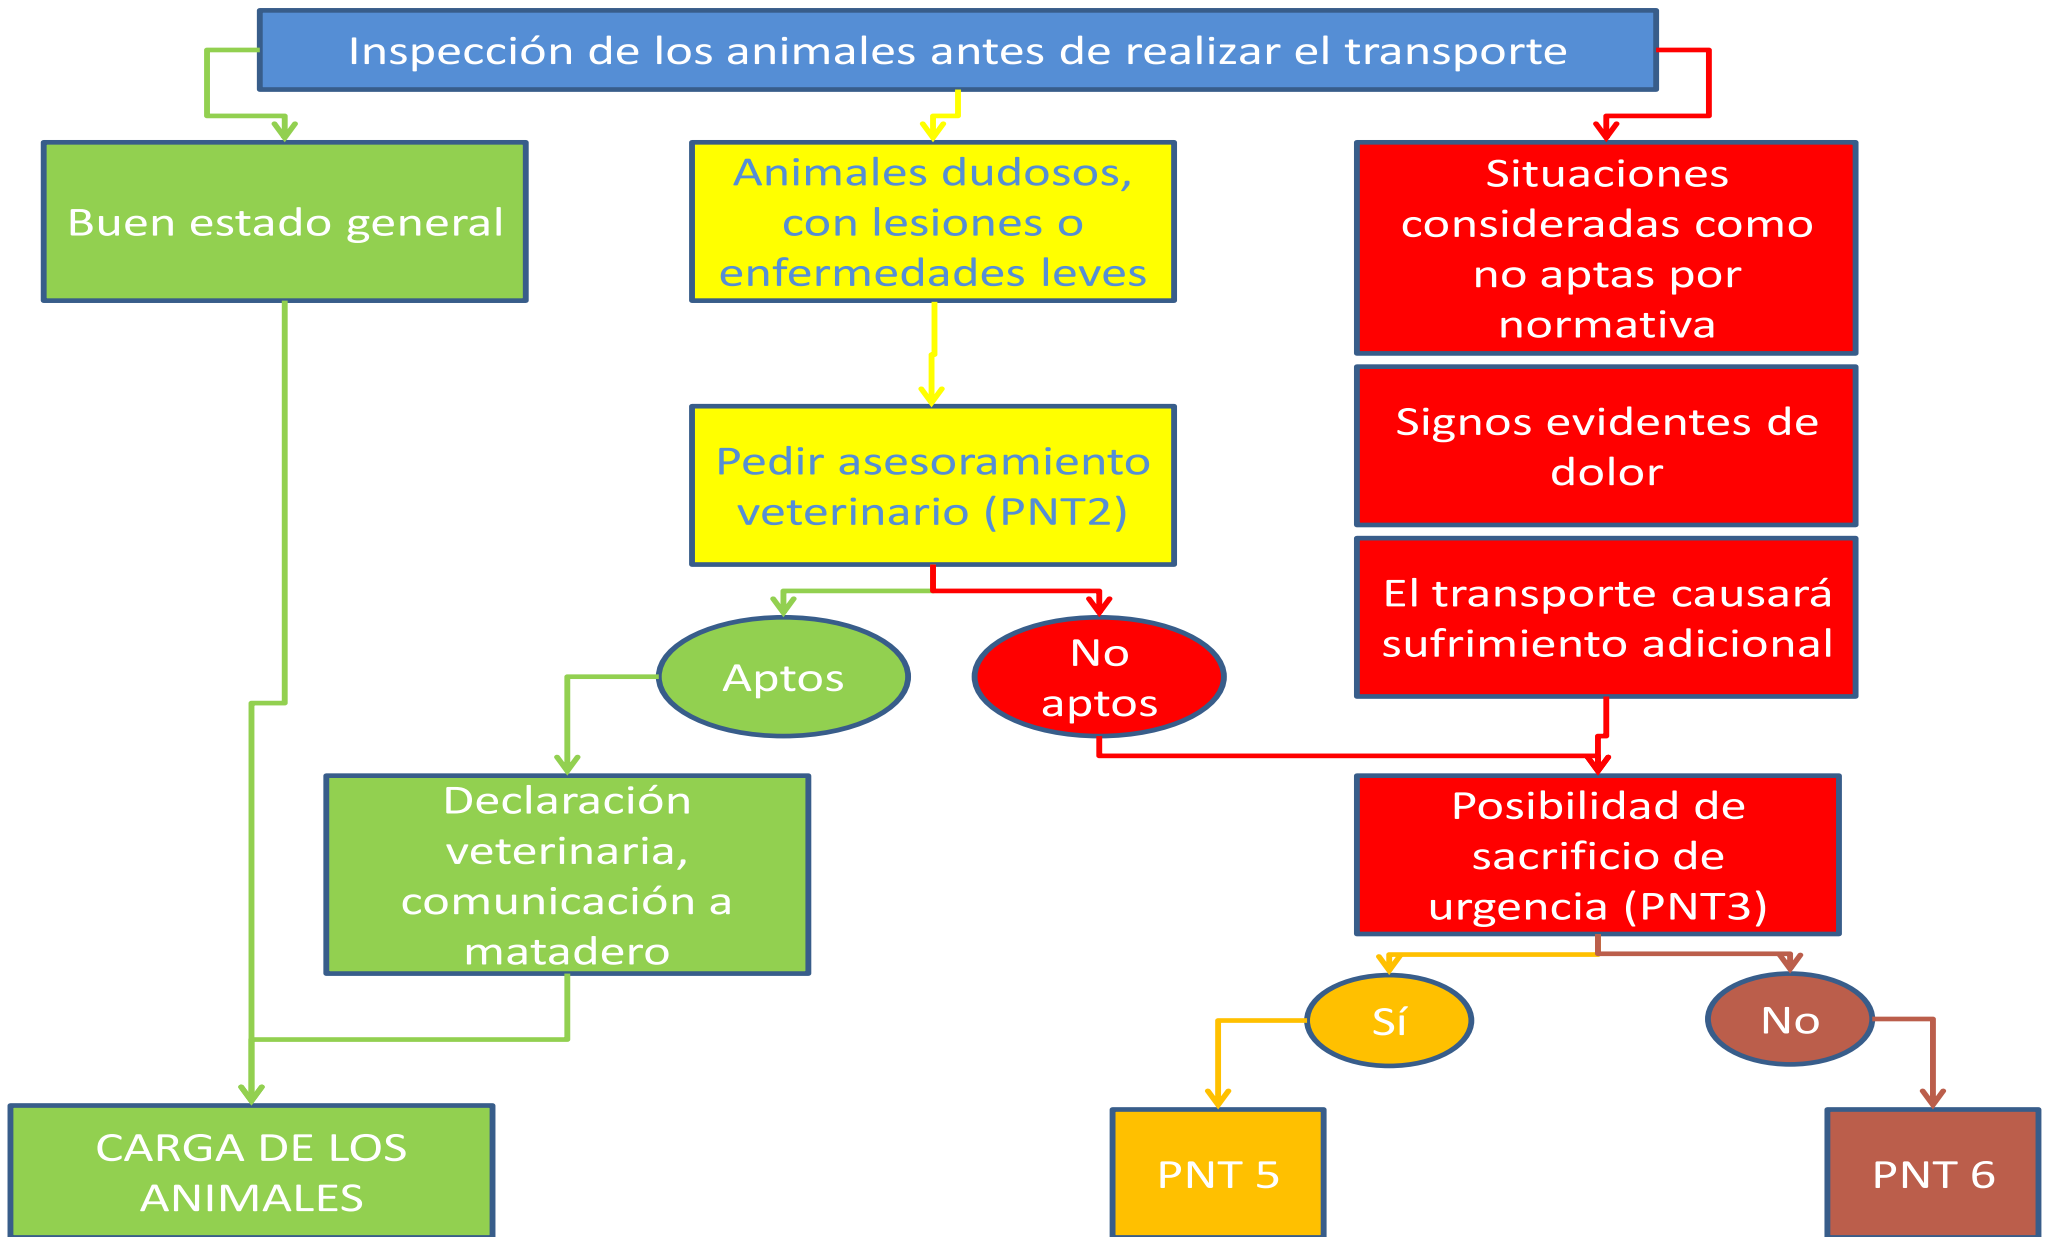 Inspección de los animales antes de realizar el transporte
Buen estado general
Animales dudosos,
con lesiones o
enfermedades leves
Situaciones
consideradas como
no aptas por
normativa
Signos evidentes de
dolor
Pedir asesoramiento
veterinario (PNT2)
El transporte causará
sufrimiento adicional
Aptos
No
aptos
Declaración
veterinaria,
comunicación a
matadero
Posibilidad de
sacrificio de
urgencia (PNT3)
Sí
No
CARGA DE LOS
ANIMALES
PNT 5
PNT 6